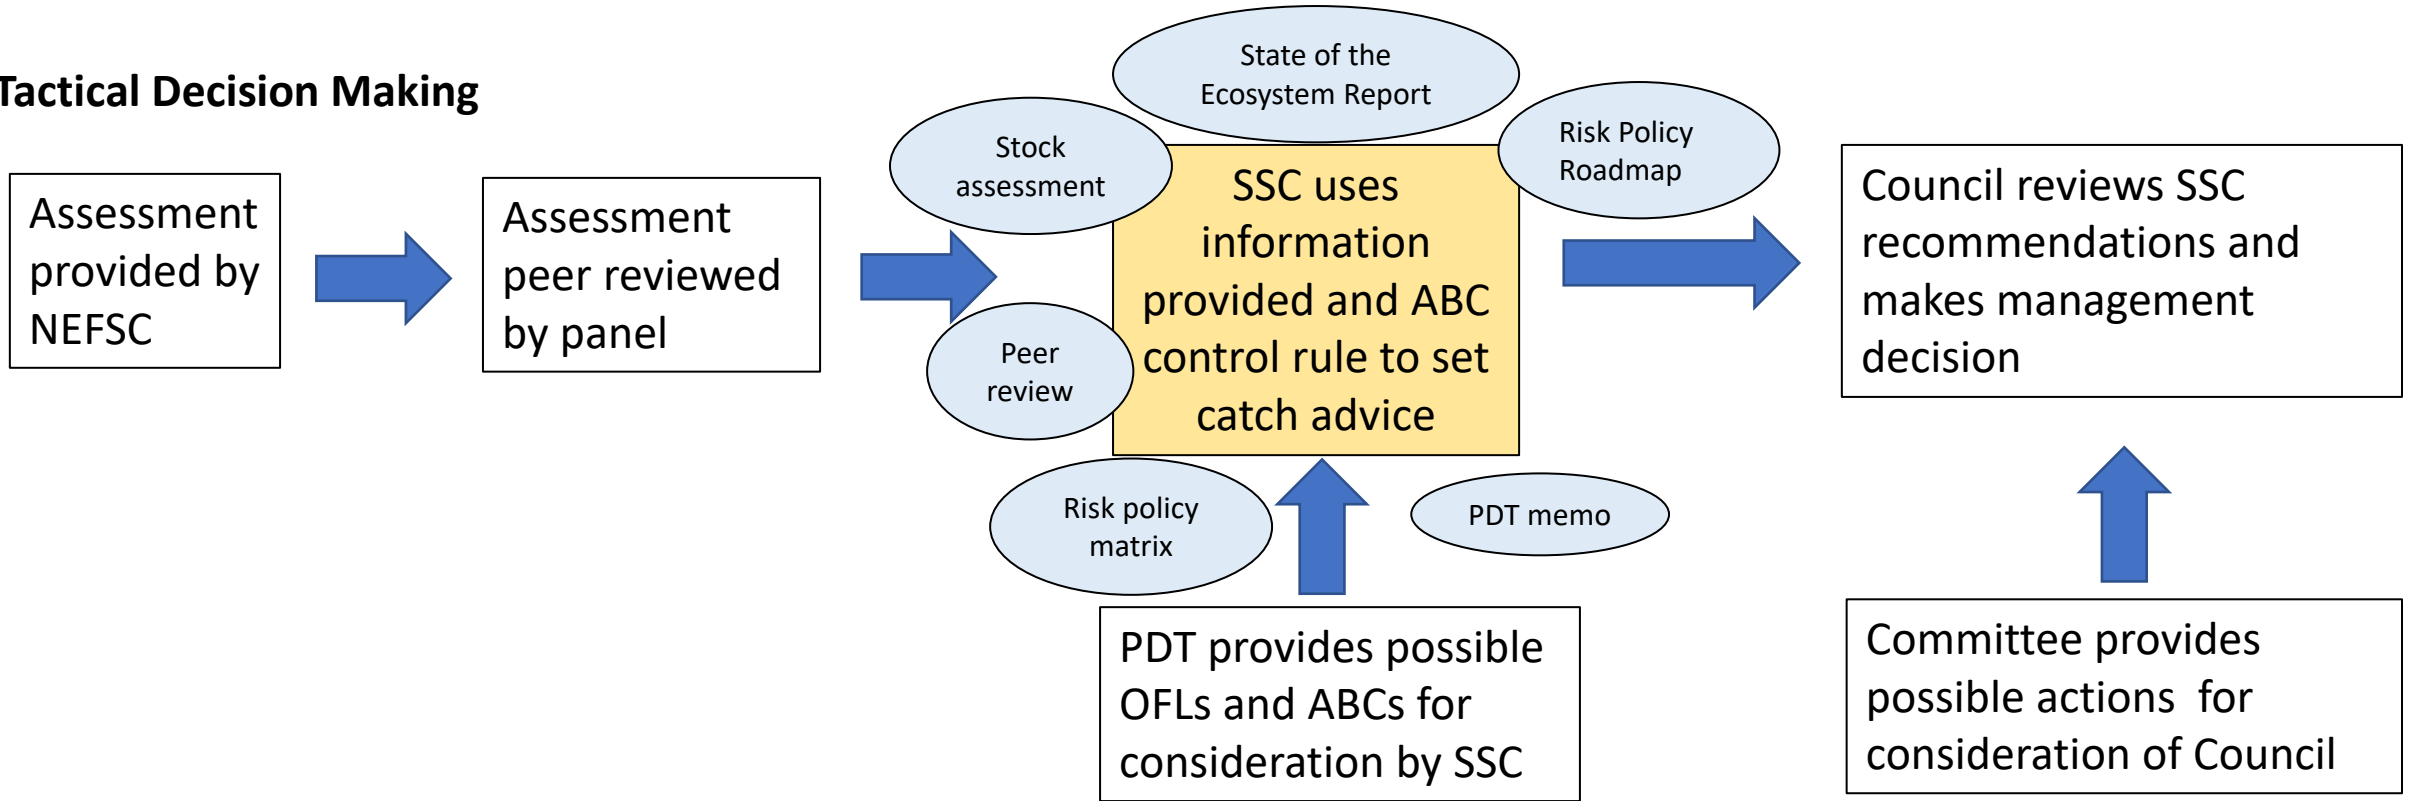 Tactical Decision Making
Assessment
provided by
NEFSC
Assessment
peer reviewed
by panel
Stock
assessment
State of the
Ecosystem Report
Risk Policy
Roadmap
Peer
review
SSC uses
information
provided and ABC
control rule to set
catch advice
Risk policy
matrix
PDT memo
PDT provides possible
OFLs and ABCs for
consideration by SSC
Council reviews SSC
recommendations and
makes management
decision
Committee provides
possible actions  for
consideration of Council